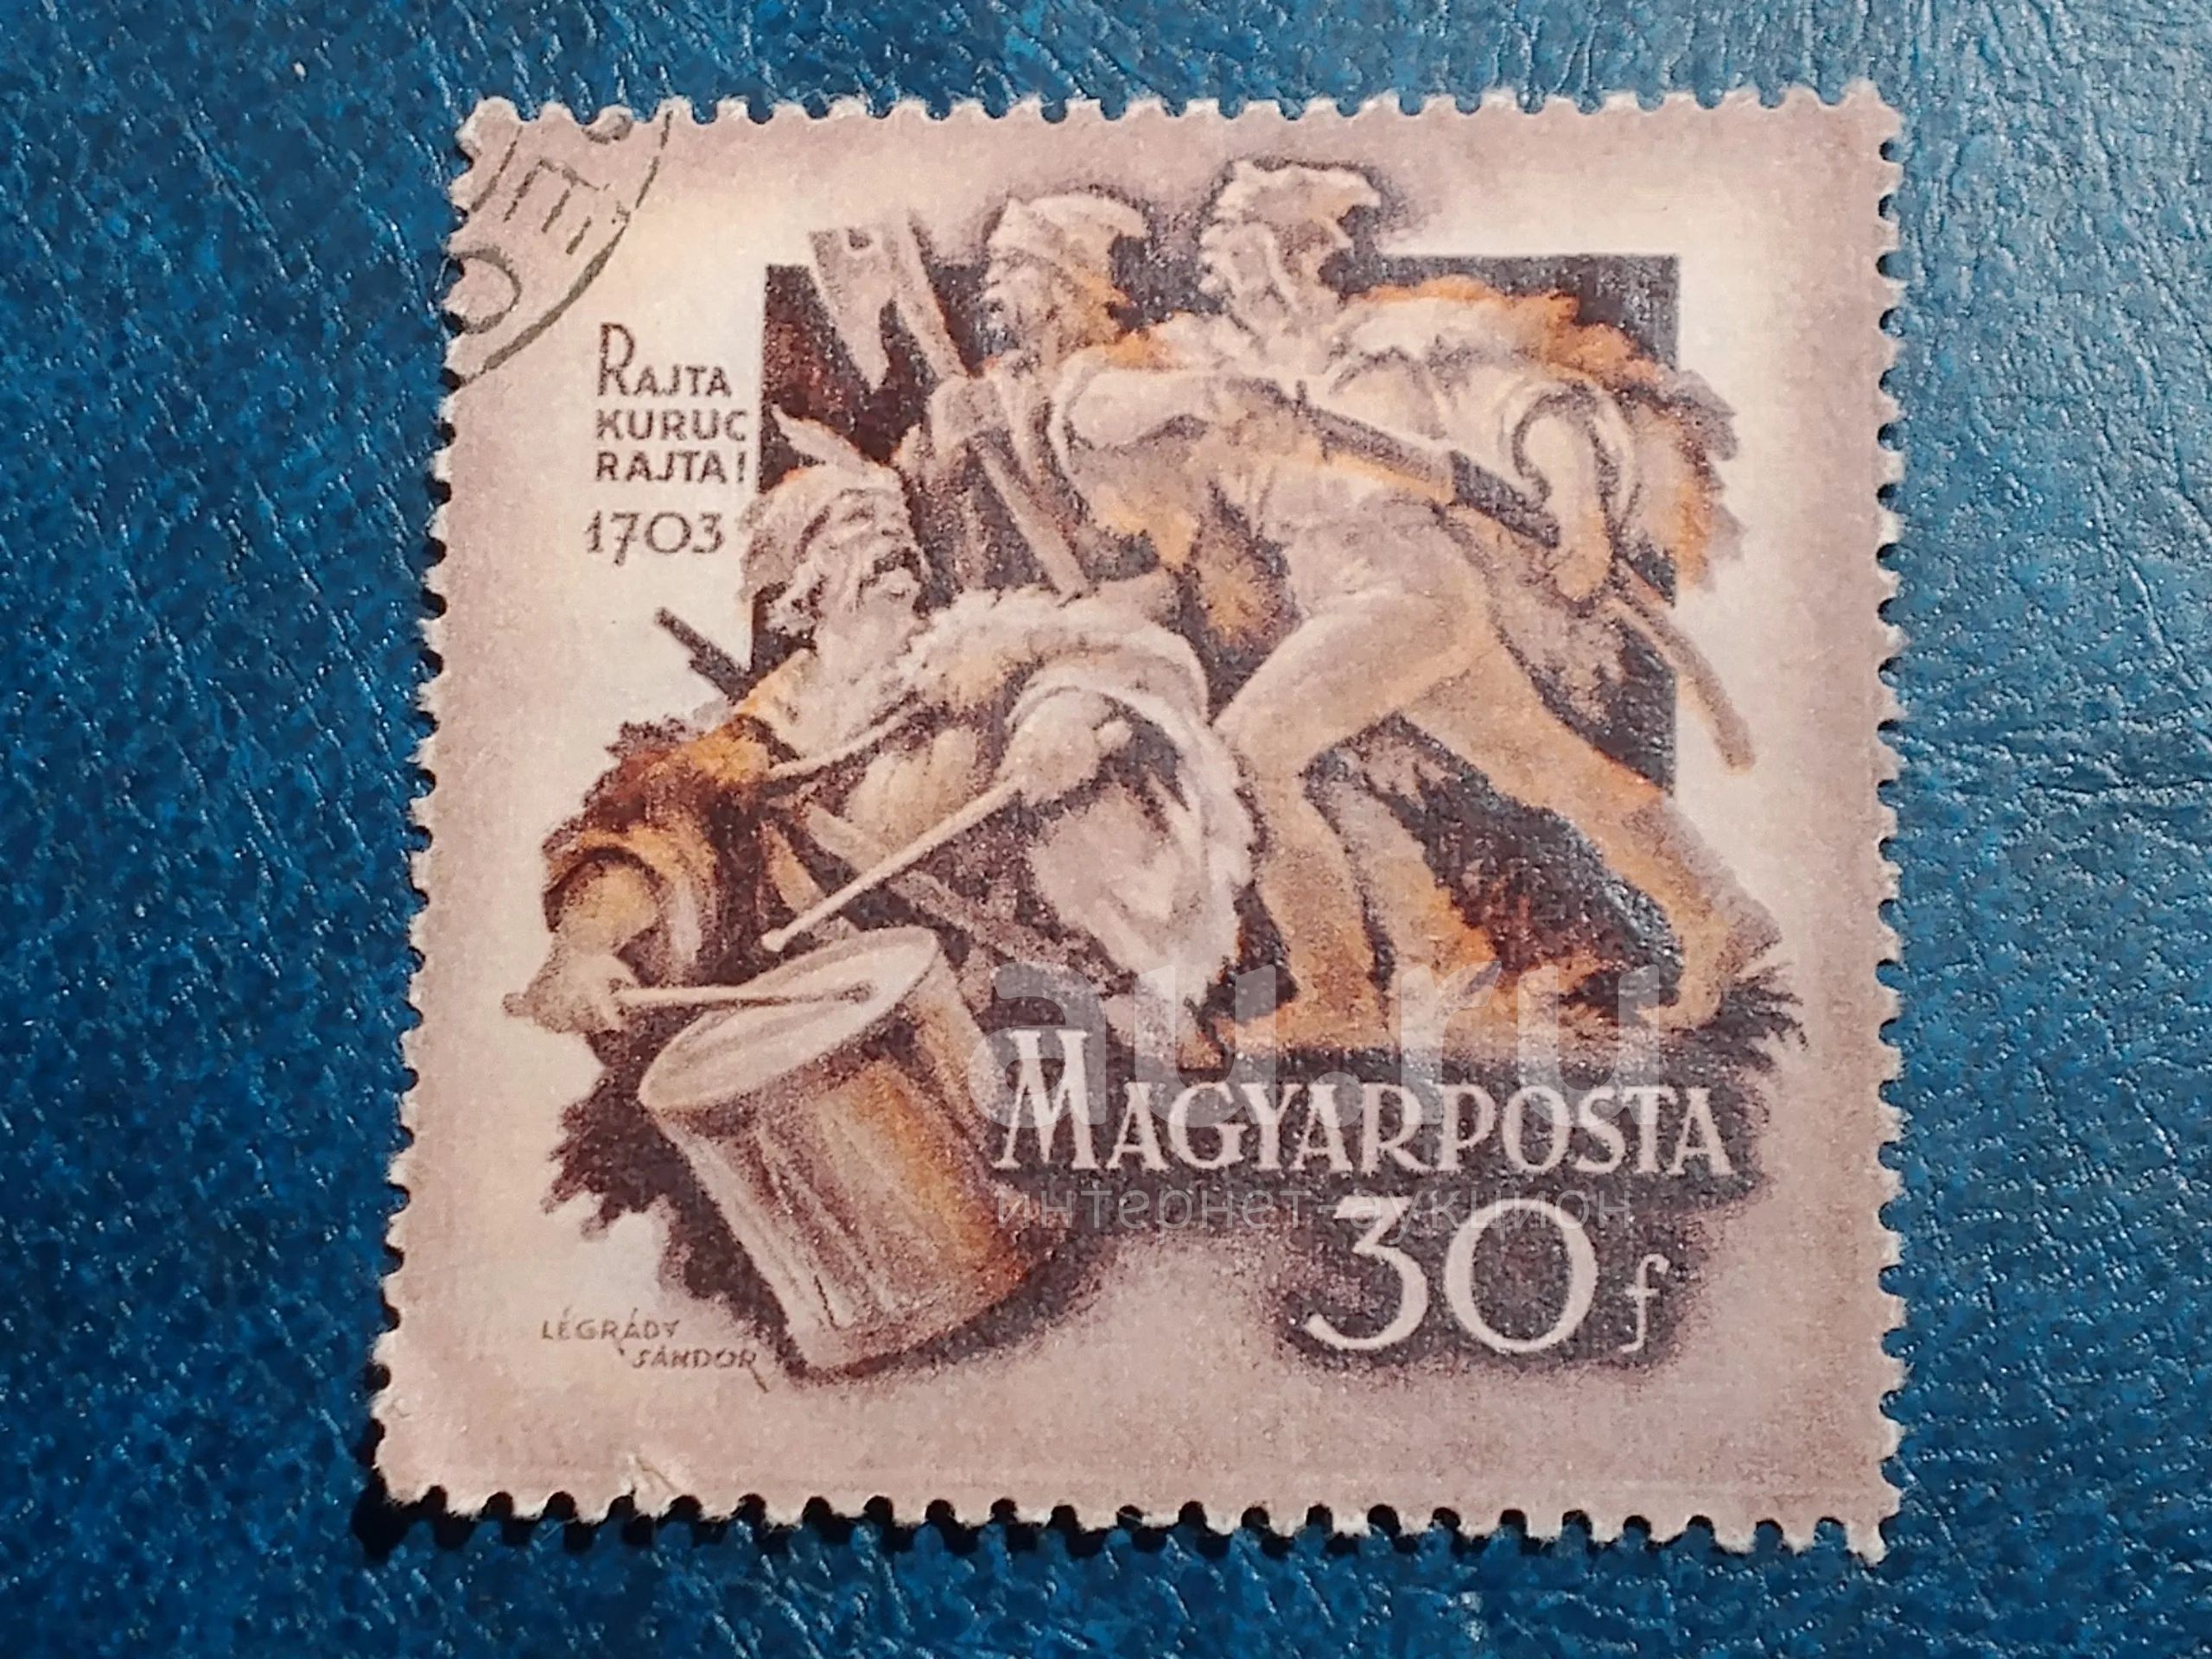 RAJTA
KURUC
RAJTA!
1703
au.ru
MAGYARPOSTA
интернет-аукцион
30f
LÉGRÁDY
SÁNDOR